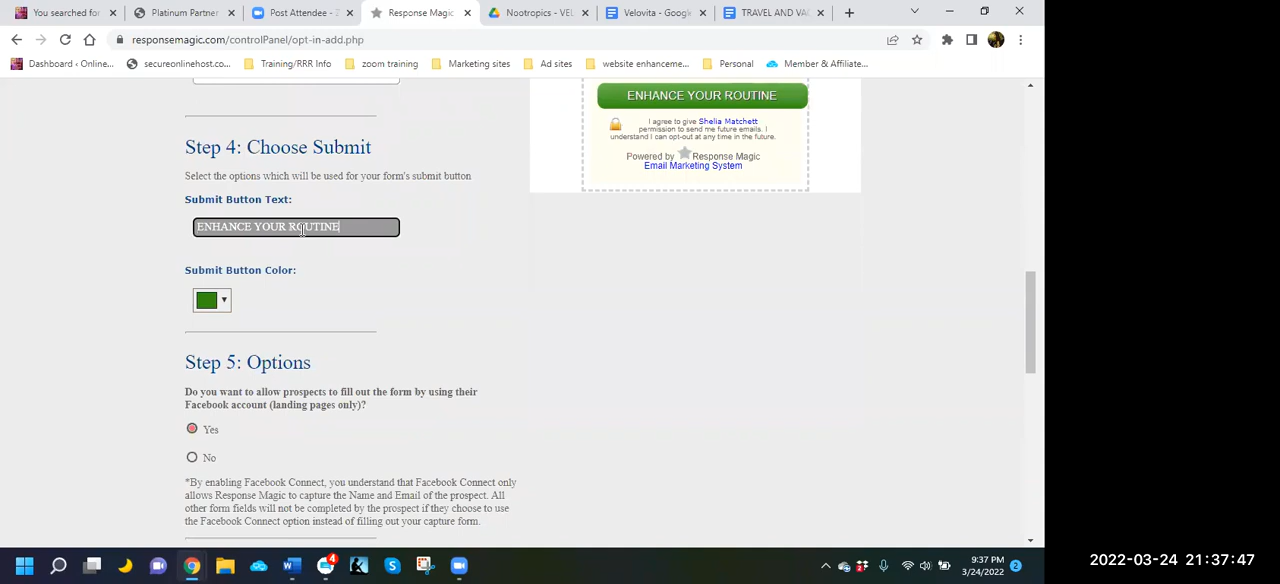 You searched for
Platinum Partner
Post Attendee - Z
Response Magic
Nootropics - VEL
Velovita - Google
TRAVEL AND VAC
responsemagic.com/controlPanel/opt-in-add.php
Dashboard ‹ Online...
secureonlinehost.co...
Training/RRR Info
zoom training
Marketing sites
Ad sites
website enhanceme...
Personal
Member & Affiliate...
ENHANCE YOUR ROUTINE
I agree to give Shelia Matchett
permission to send me future emails. I
understand I can opt-out at any time in the future.
Powered by Response Magic
Email Marketing System
Step 4: Choose Submit
Select the options which will be used for your form's submit button
Submit Button Text:
ENHANCE YOUR ROUTINE
Submit Button Color:
Step 5: Options
Do you want to allow prospects to fill out the form by using their
Facebook account (landing pages only)?
Yes
No
*By enabling Facebook Connect, you understand that Facebook Connect only
allows Response Magic to capture the Name and Email of the prospect. All
other form fields will not be completed by the prospect if they choose to
use the Facebook Connect option instead of filling out your capture form.
4
9:37 PM
3/24/2022
2
2022-03-24 21:37:47